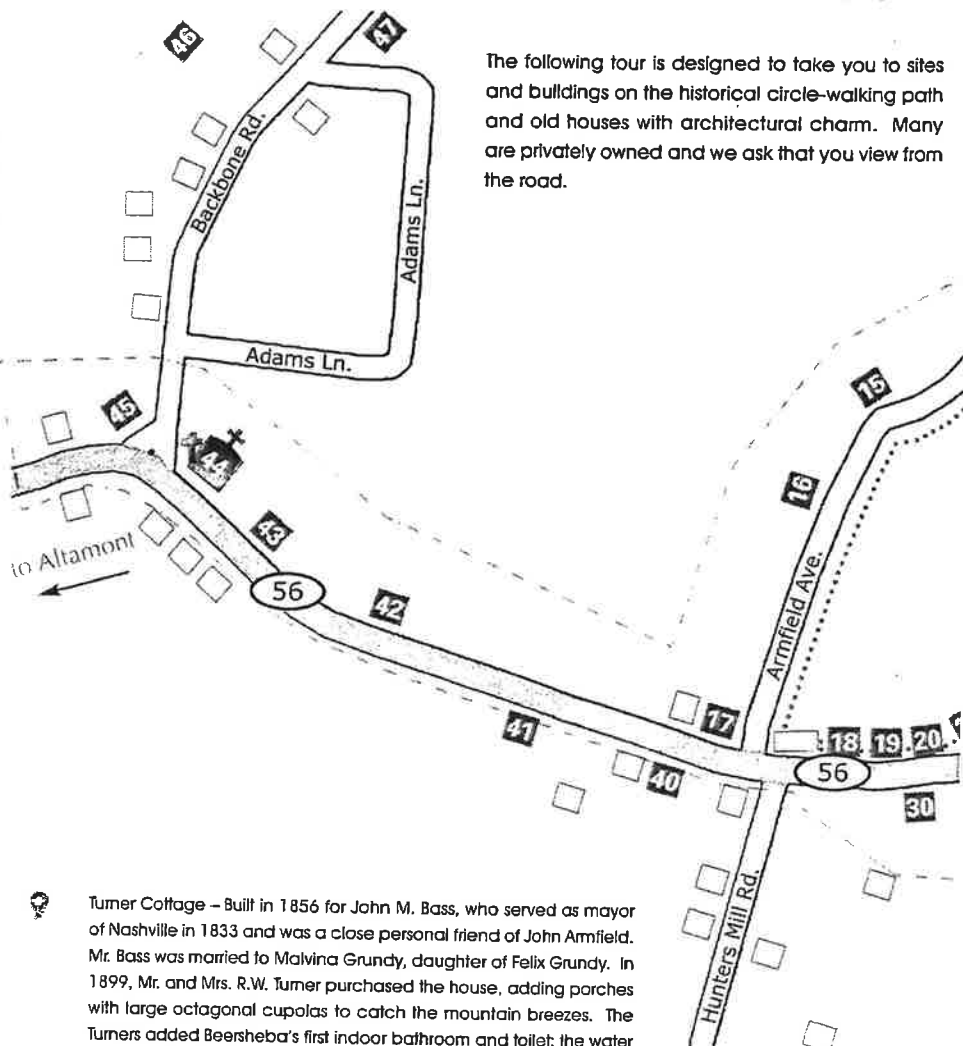 46
47
The following tour is designed to take you to sites
and buildings on the historical circle-walking path
and old houses with architectural charm. Many
are privately owned and we ask that you view from
the road.
Backbone Rd.
Adams Ln.
Adams Ln.
45
44
43
15
16
to Altamont
56
42
Armfield Ave.
41
17
18
19
20
40
56
30
Hunters Mill Rd.
Turner Cottage – Built in 1856 for John M. Bass, who served as mayor
of Nashville in 1833 and was a close personal friend of John Armfield.
Mr. Bass was married to Malvina Grundy, daughter of Felix Grundy. In
1899, Mr. and Mrs. R.W. Turner purchased the house, adding porches
with large octagonal cupolas to catch the mountain breezes. The
Turners added Beersheba's first indoor bathroom and toilet; the water